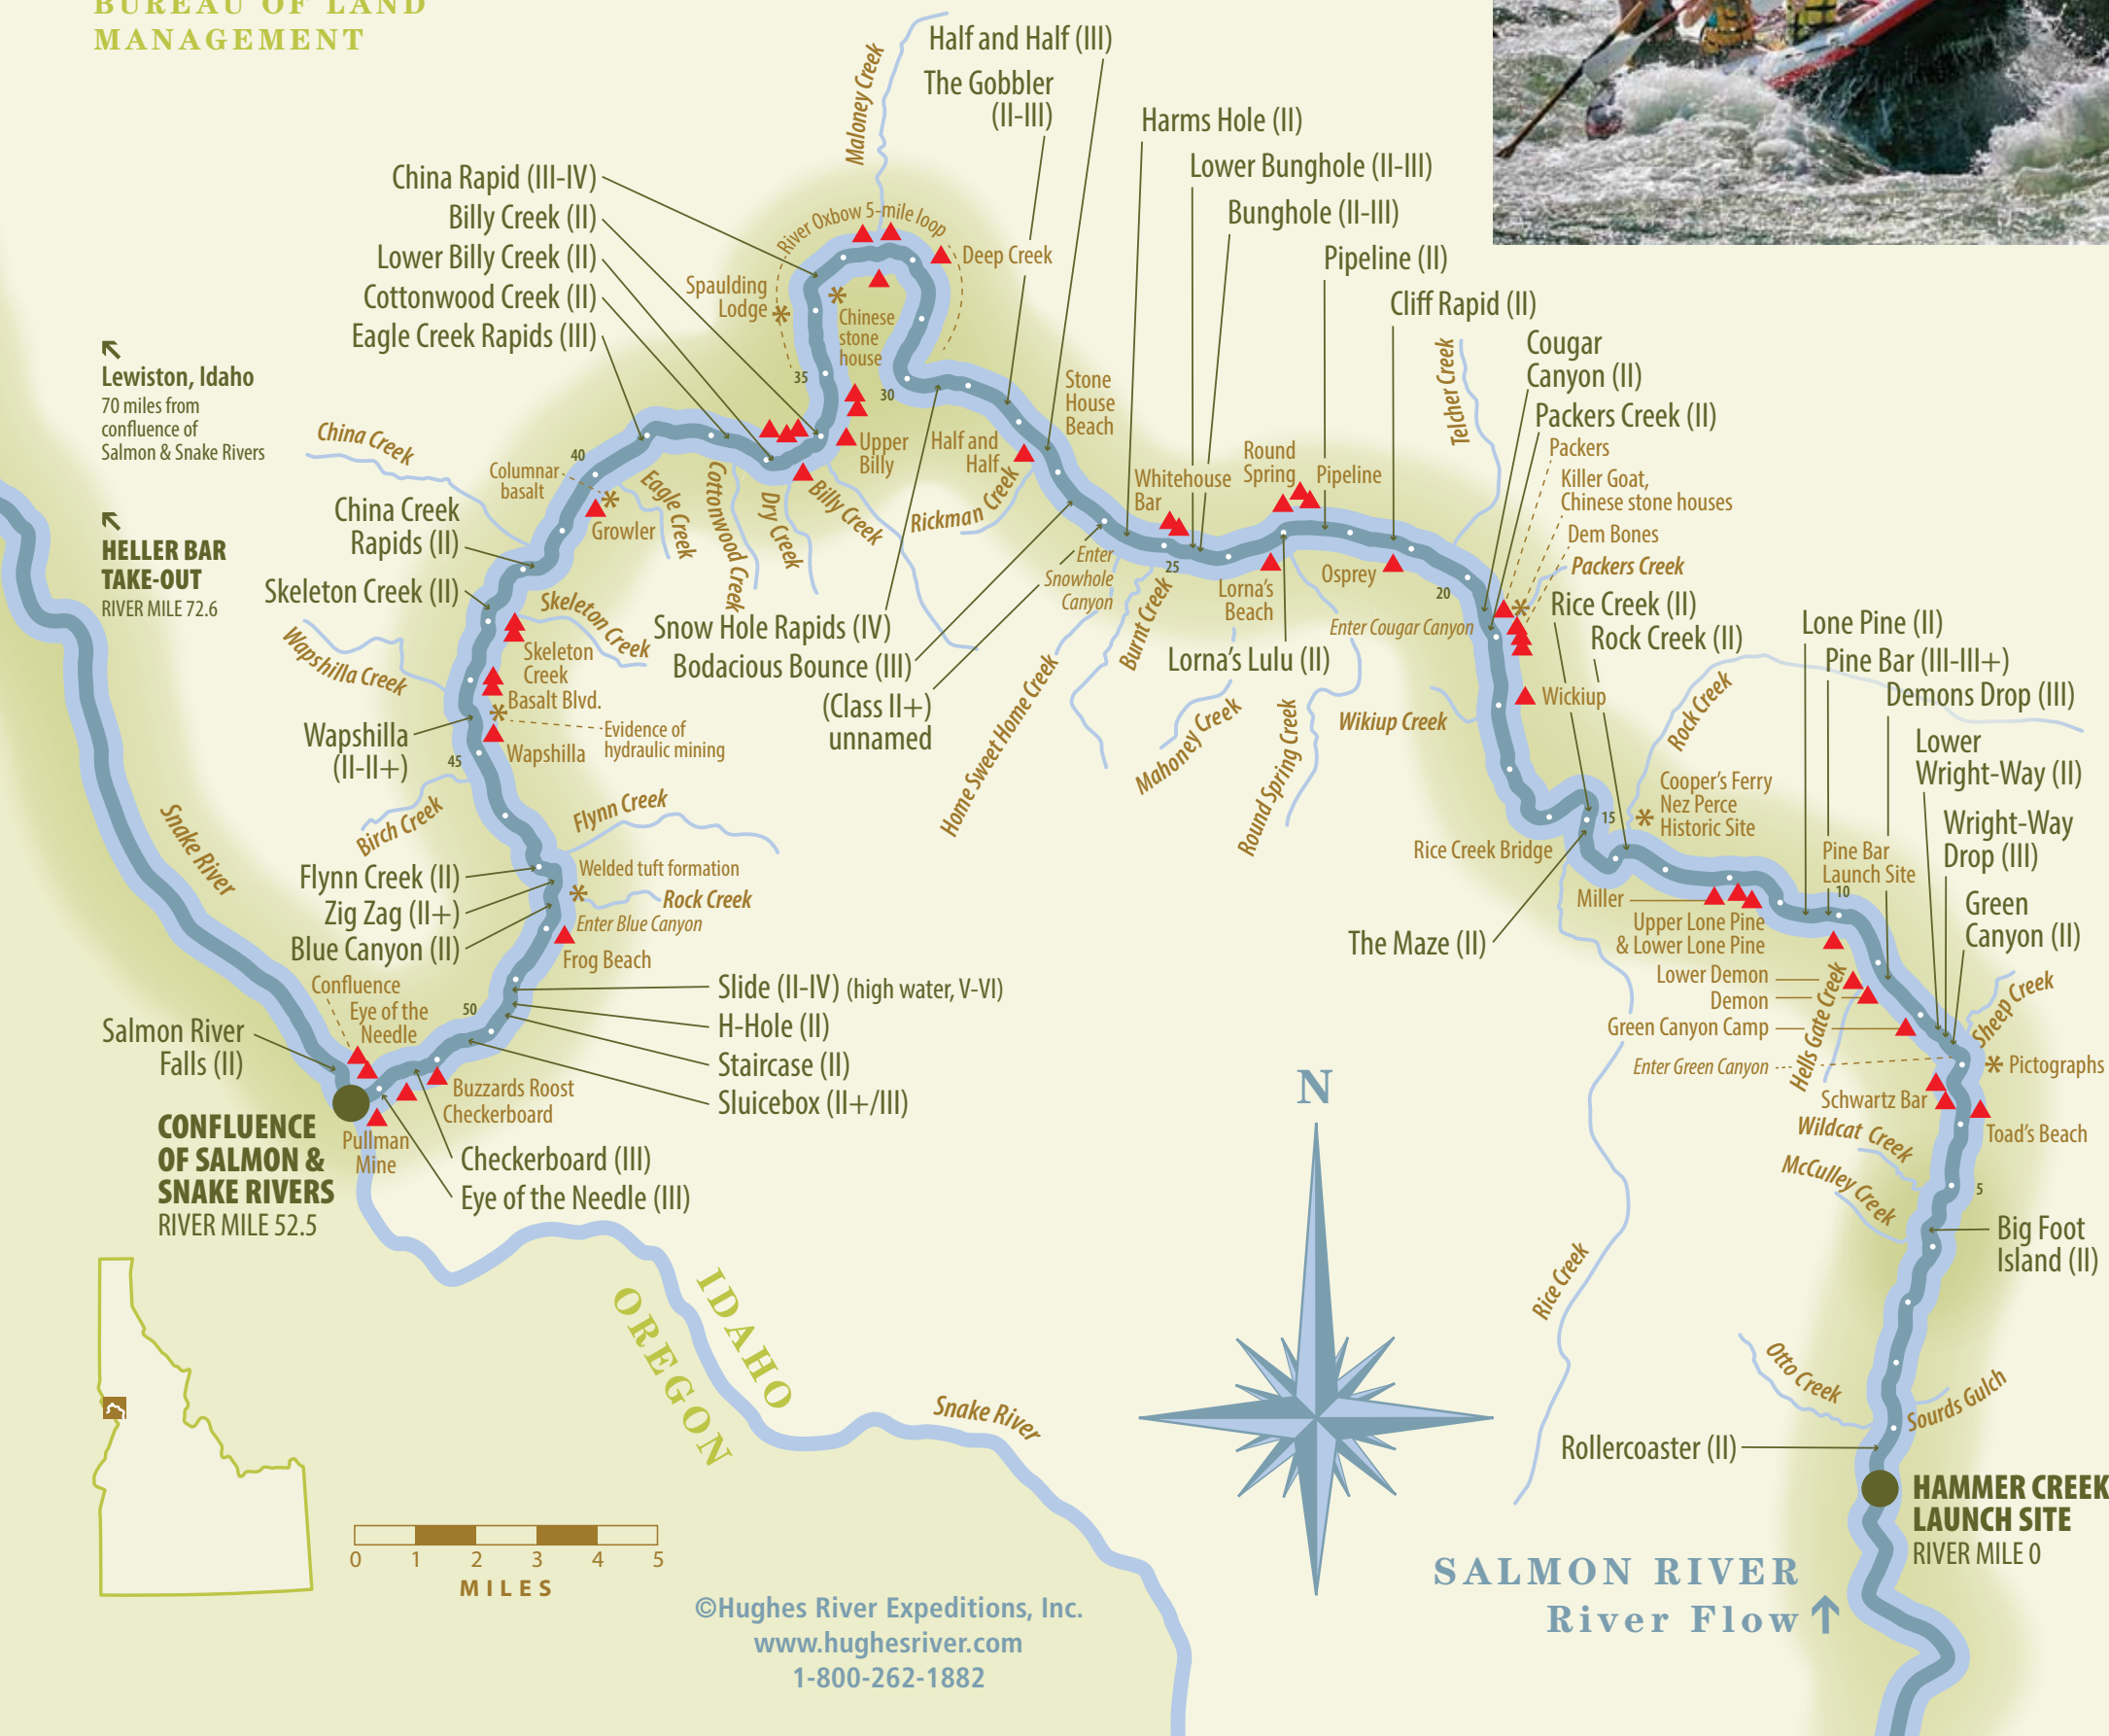 BUREAU OF LAND
MANAGEMENT
Maloney Creek
Half and Half (III)
The Gobbler
(II-III)
Harms Hole (II)
Lower Bunghole (II-III)
Bunghole (II-III)
Pipeline (II)
Cliff Rapid (II)
Cougar
Canyon (II)
Packers Creek (II)
China Rapid (III-IV)
Billy Creek (II)
Lower Billy Creek (II)
Cottonwood Creek (II)
Eagle Creek Rapids (III)
River Oxbow 5-mile loop
Deep Creek
Spaulding
Lodge
Chinese
stone
house
35
30
Stone
House
Beach
Half and
Half
Upper
Billy
Rickman Creek
Telcher Creek
Packers
Killer Goat,
Chinese stone houses
Dem Bones
Packers Creek
Rice Creek (II)
Rock Creek (II)
Lewiston, Idaho
70 miles from
confluence of
Salmon & Snake Rivers
HELLER BAR
TAKE-OUT
RIVER MILE 72.6
China Creek
40
Columnar
basalt
Growler
Eagle Creek
Cottonwood Creek
Dry Creek
Billy Creek
China Creek
Rapids (II)
Skeleton Creek (II)
Skeleton Creek
Skeleton
Creek
Wapshilla Creek
Basalt Blvd.
Evidence of
hydraulic mining
Wapshilla
(II-II+)
Wapshilla
45
Birch Creek
Flynn Creek
Whitehouse
Bar
Round
Spring
Pipeline
25
Enter
Snowhole
Canyon
Burnt Creek
Lorna's
Beach
Osprey
20
Enter Cougar Canyon
Snow Hole Rapids (IV)
Bodacious Bounce (III)
(Class II+)
unnamed
Lorna's Lulu (II)
Home Sweet Home Creek
Mahoney Creek
Round Spring Creek
Wikiup Creek
Wickiup
Rock Creek
Lone Pine (II)
Pine Bar (III-III+)
Demons Drop (III)
Lower
Wright-Way (II)
Wright-Way
Drop (III)
Green
Canyon (II)
Cooper's Ferry
Nez Perce
Historic Site
15
Rice Creek Bridge
Pine Bar
Launch Site
10
Miller
Upper Lone Pine
& Lower Lone Pine
The Maze (II)
Lower Demon
Demon
Green Canyon Camp
Enter Green Canyon
Hells Gate Creek
Sheep Creek
Pictographs
Schwartz Bar
Toad's Beach
Wildcat Creek
McCulley Creek
5
Big Foot
Island (II)
Rice Creek
Otto Creek
Sourds Gulch
Rollercoaster (II)
HAMMER CREEK
LAUNCH SITE
RIVER MILE 0
SALMON RIVER
River Flow
N
Snake River
Flynn Creek (II)
Zig Zag (II+)
Blue Canyon (II)
Welded tuft formation
Rock Creek
Enter Blue Canyon
Frog Beach
Confluence
Eye of the
Needle
50
Salmon River
Falls (II)
Slide (II-IV) (high water, V-VI)
H-Hole (II)
Staircase (II)
Sluicebox (II+/III)
Buzzards Roost
Checkerboard
Pullman
Mine
Checkerboard (III)
Eye of the Needle (III)
CONFLUENCE
OF SALMON &
SNAKE RIVERS
RIVER MILE 52.5
IDAHO
OREGON
Snake River
0 1 2 3 4 5
MILES
©Hughes River Expeditions, Inc.
www.hughesriver.com
1-800-262-1882